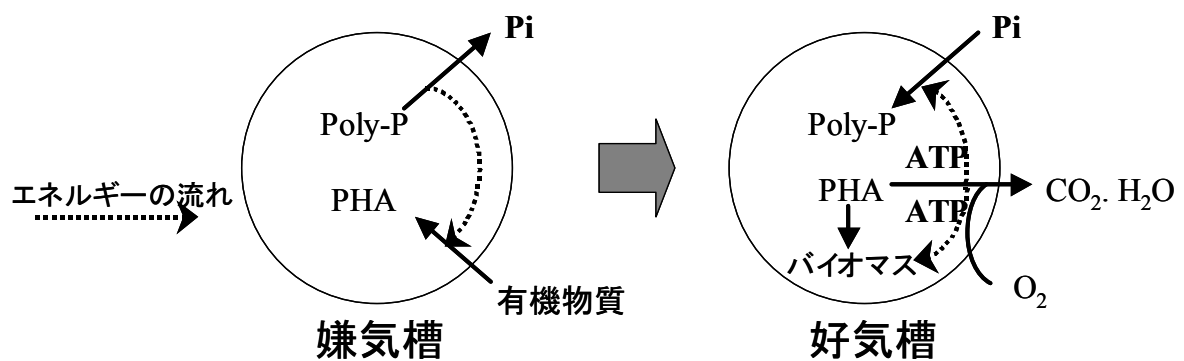 Pi
Poly-P
エネルギーの流れ
PHA
有機物質
嫌気槽
Pi
Poly-P
ATP
PHA
ATP
CO₂. H₂O
バイオマス
O₂
好気槽